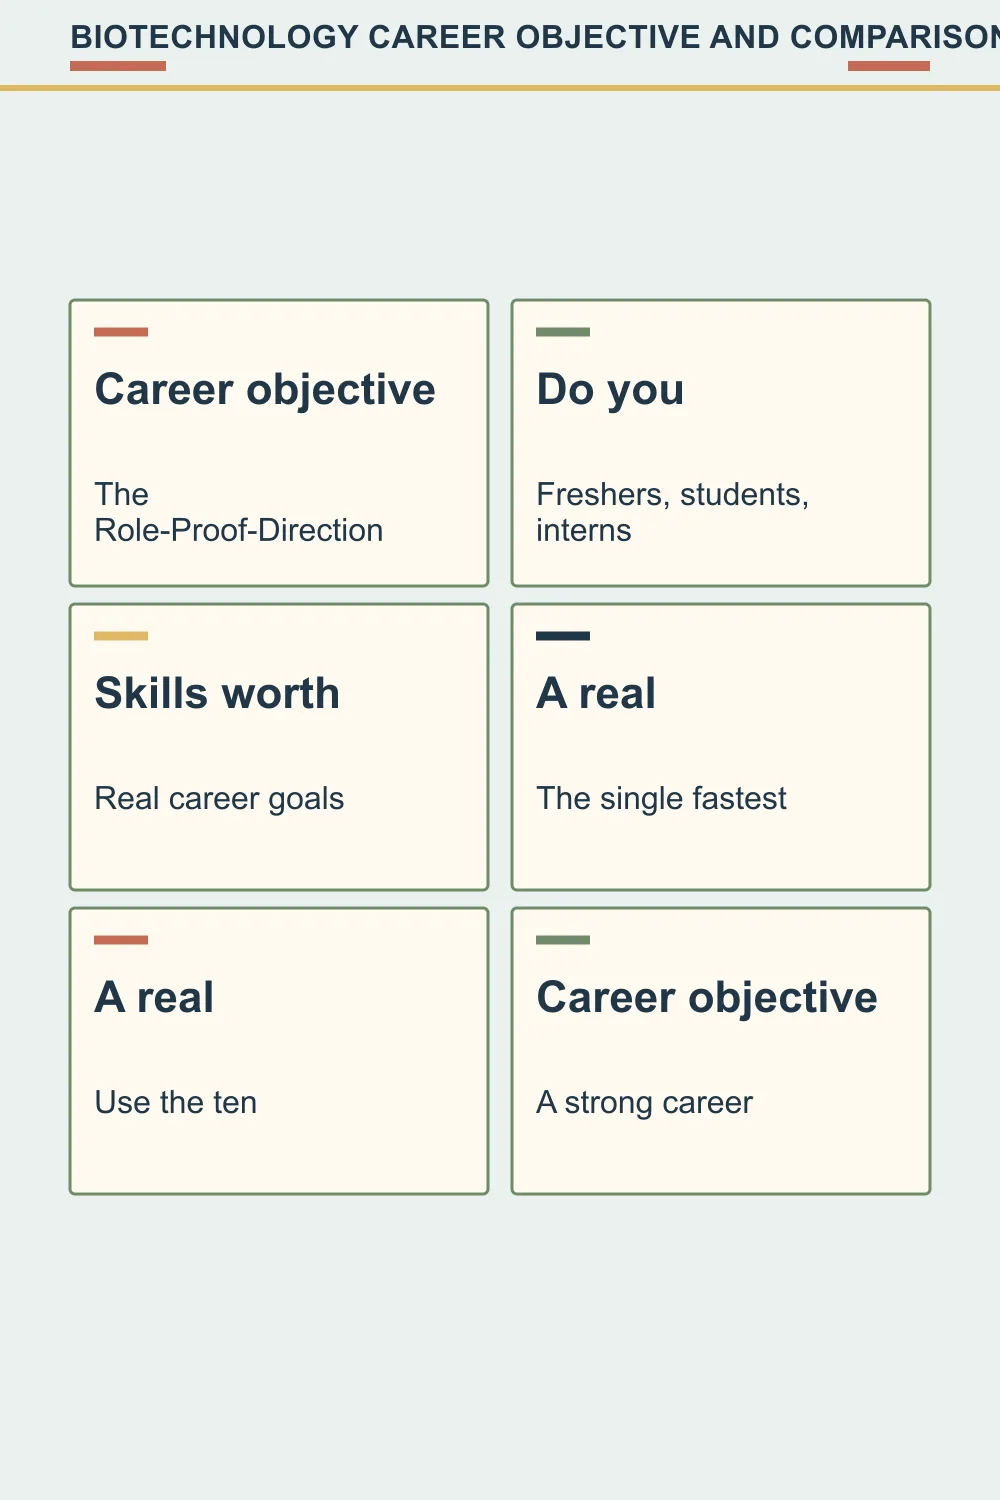 BIOTECHNOLOGY CAREER OBJECTIVE AND COMPARISON
Career objective
The
Role-Proof-Direction
Do you
Freshers, students,
interns
Skills worth
Real career goals
A real
The single fastest
A real
Use the ten
Career objective
A strong career